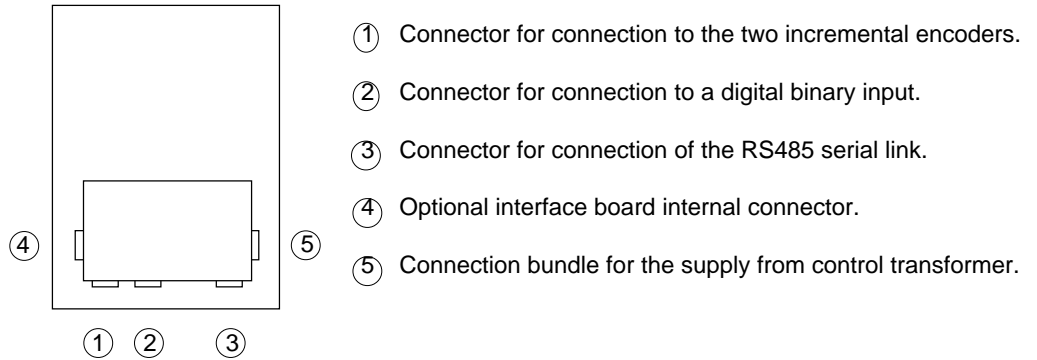 ① Connector for connection to the two incremental encoders.
② Connector for connection to a digital binary input.
③ Connector for connection of the RS485 serial link.
④ Optional interface board internal connector.
⑤ Connection bundle for the supply from control transformer.
④ ⑤
① ② ③